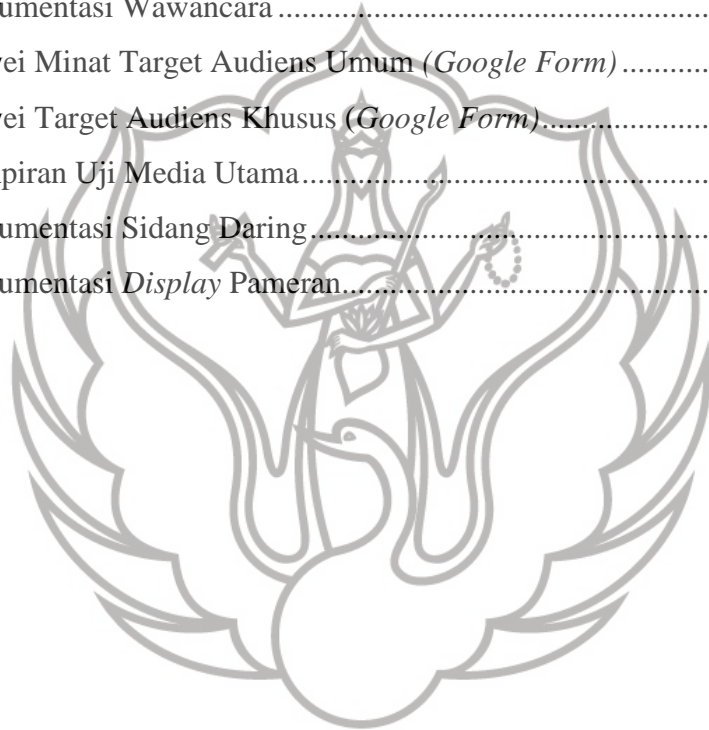 umentasi Wawancara ........................................................
vei Minat Target Audiens Umum (Google Form) ...........
vei Target Audiens Khusus (Google Form)......................
piran Uji Media Utama.....................................................
umentasi Sidang Daring....................................................
umentasi Display Pameran................................................